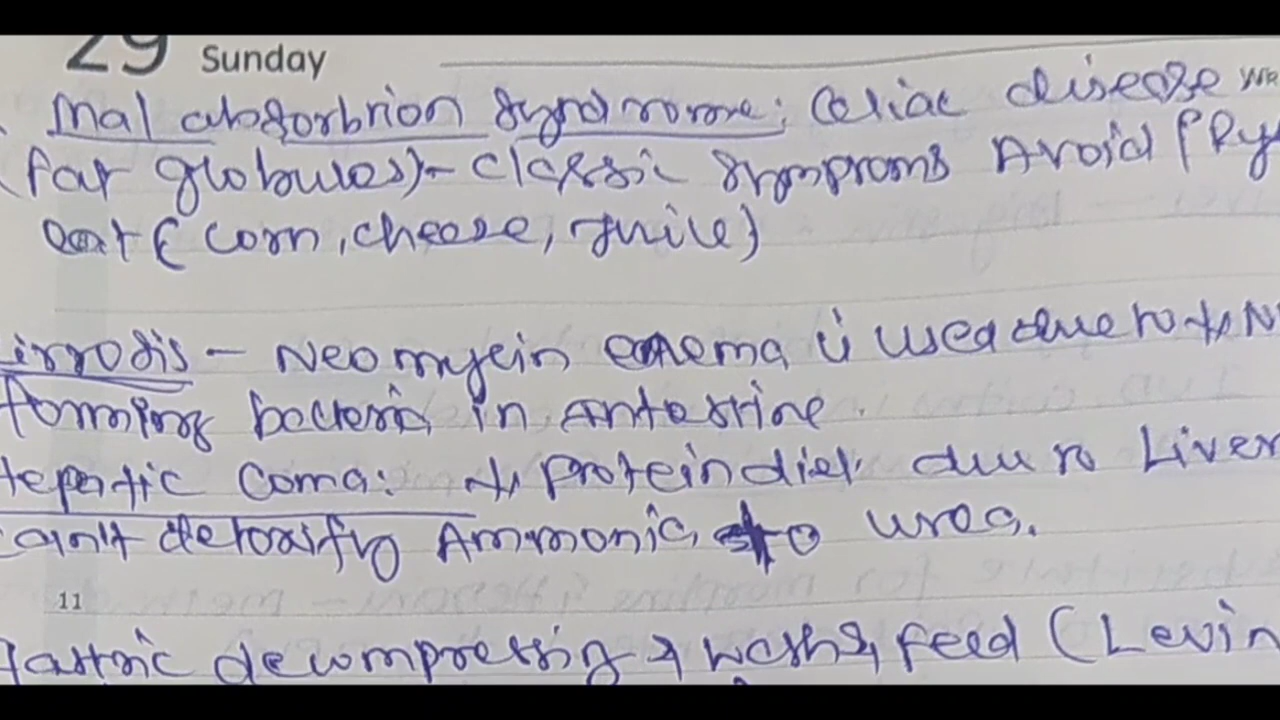 29 Sunday
Mal absorbtion Syndrome: Celiac disease
(fat globules)- classic symptoms Avoid (Ry
eat (corn, cheese, juice)
irrosis - Neomycin enema is used due to ↓ N
forming bacteria in intestine.
Hepatic Coma: ↓ protein diet due to Liver
can't detoxify Ammonia to urea.
11
Gastric decompressing & wash & feed (Levin